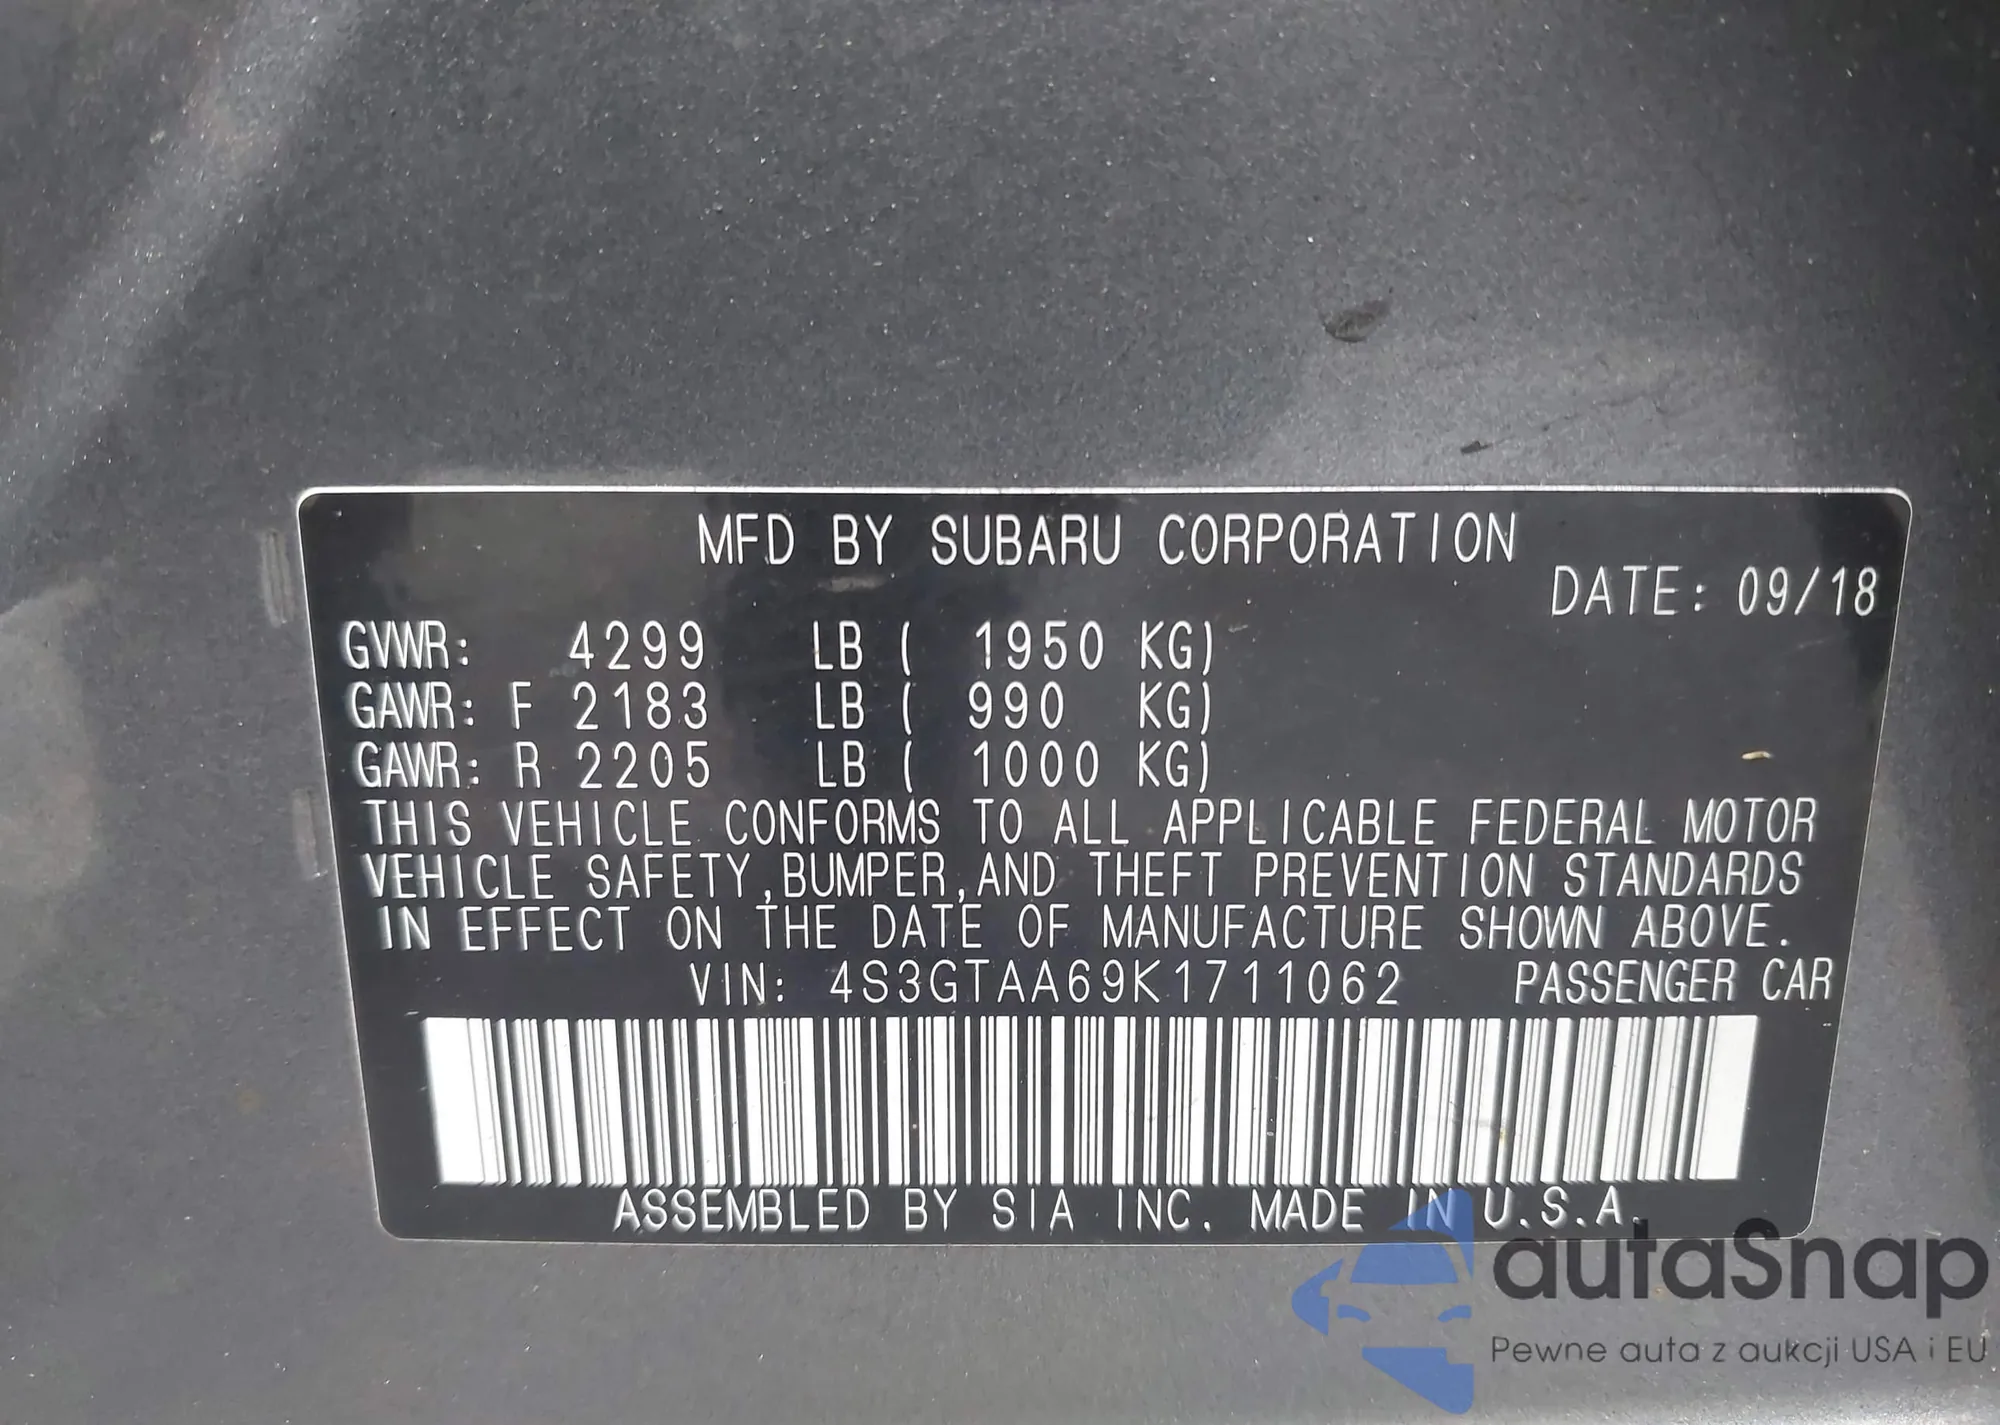 MFD BY SUBARU CORPORATION
DATE: 09/18
GVWR: 4299 LB ( 1950 KG)
GAWR: F 2183 LB ( 990 KG)
GAWR: R 2205 LB ( 1000 KG)
THIS VEHICLE CONFORMS TO ALL APPLICABLE FEDERAL MOTOR
VEHICLE SAFETY,BUMPER,AND THEFT PREVENTION STANDARDS
IN EFFECT ON THE DATE OF MANUFACTURE SHOWN ABOVE.
VIN: 4S3GTAA69K1711062 PASSENGER CAR
ASSEMBLED BY SIA INC. MADE IN U.S.A.
autaSnap
Pewne auta z aukcji USA i EU